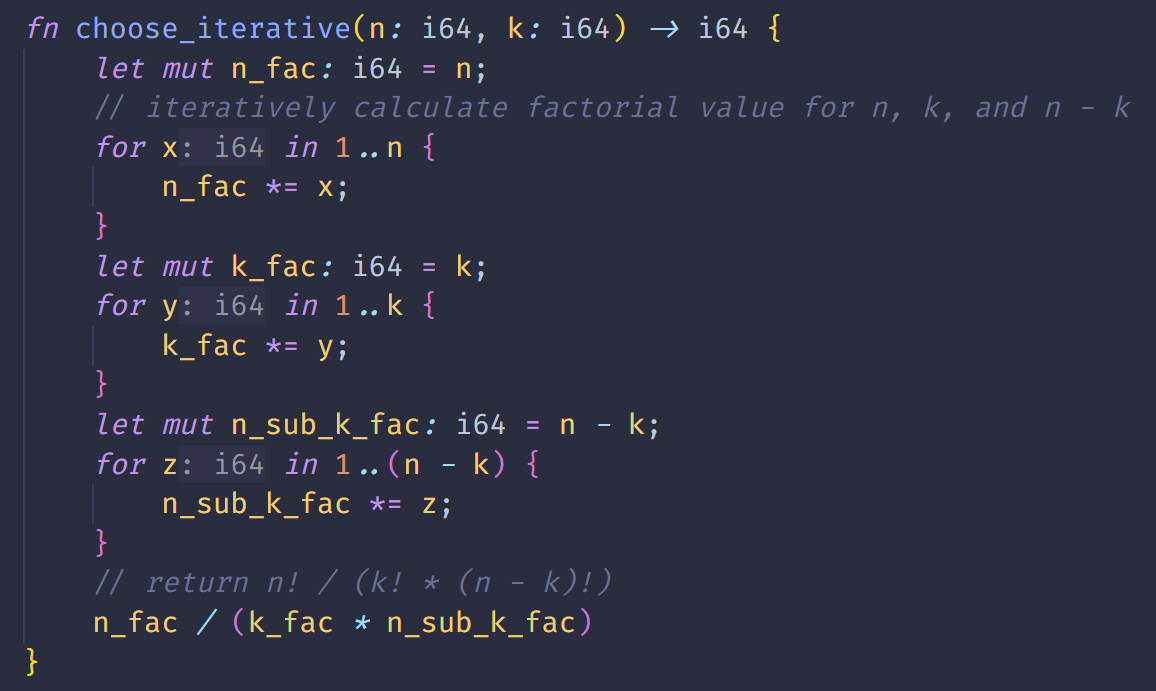 fn choose_iterative(n: i64, k: i64) -> i64 {
    let mut n_fac: i64 = n;
    // iteratively calculate factorial value for n, k, and n - k
    for x: i64 in 1..n {
        n_fac *= x;
    }
    let mut k_fac: i64 = k;
    for y: i64 in 1..k {
        k_fac *= y;
    }
    let mut n_sub_k_fac: i64 = n - k;
    for z: i64 in 1..(n - k) {
        n_sub_k_fac *= z;
    }
    // return n! / (k! * (n - k)!)
    n_fac / (k_fac * n_sub_k_fac)
}